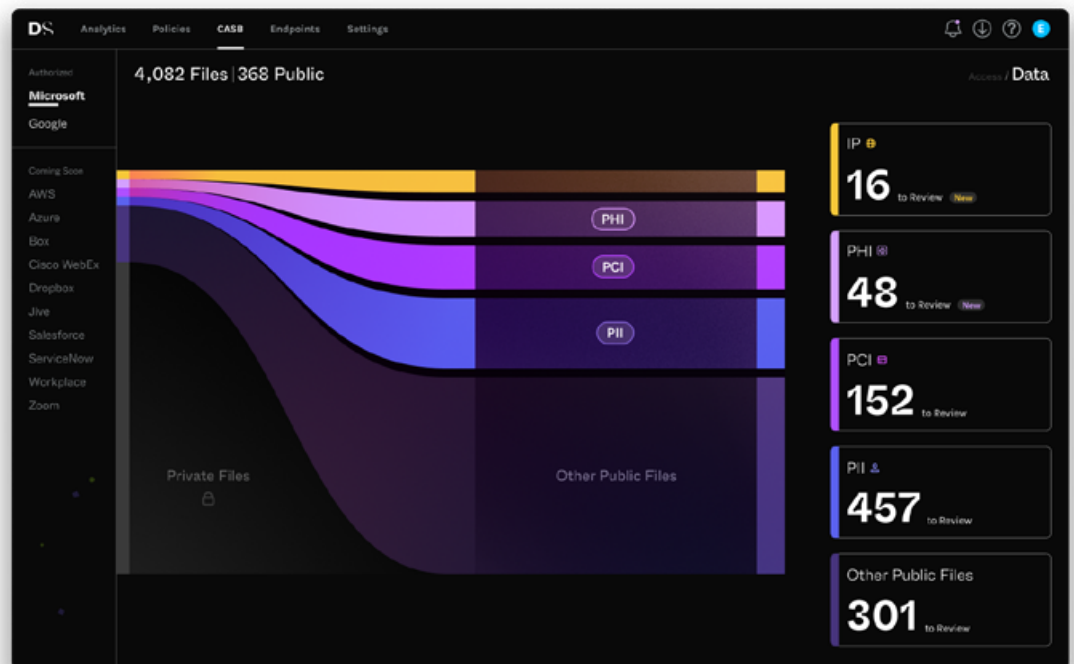 DS Analytics Policies CASB Endpoints Settings E
Authorized
Microsoft
Google
Coming Soon
AWS
Azure
Box
Cisco WebEx
Dropbox
Jive
Salesforce
ServiceNow
Workplace
Zoom
4,082 Files|368 Public
Access / Data
PHI
PCI
PII
Private Files
Other Public Files
IP
16 to Review New
PHI
48 to Review New
PCI
152 to Review
PII
457 to Review
Other Public Files
301 to Review